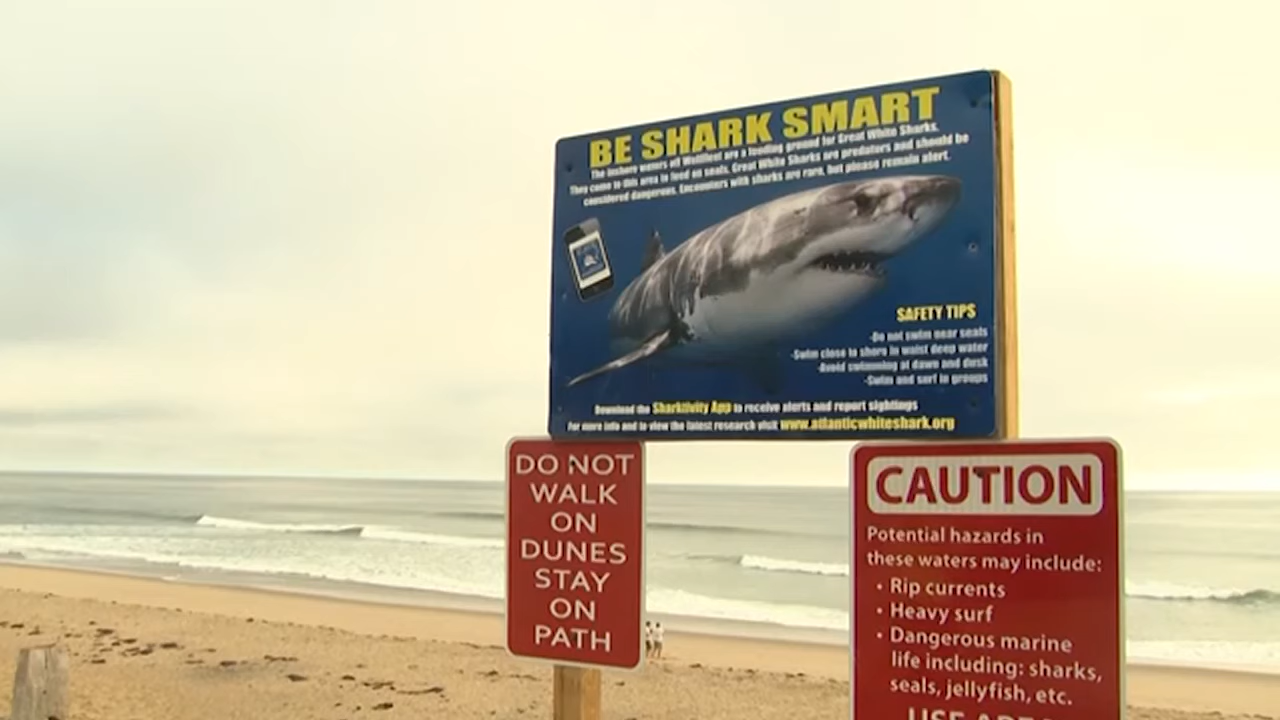 BE SHARK SMART
The inshore waters off Wellfleet are a feeding ground for Great White Sharks.
They come to this area to feed on seals. Great White Sharks are predators and should be
considered dangerous. Encounters with sharks are rare, but please remain alert.
SAFETY TIPS
-Do not swim near seals
-Swim close to shore in waist deep water
-Avoid swimming at dawn and dusk
-Swim and surf in groups
Download the Sharktivity App to receive alerts and report sightings
For more info and to view the latest research visit www.atlanticwhiteshark.org
DO NOT
WALK
ON
DUNES
STAY
ON
PATH
CAUTION
Potential hazards in
these waters may include:
• Rip currents
• Heavy surf
• Dangerous marine
life including: sharks,
seals, jellyfish, etc.